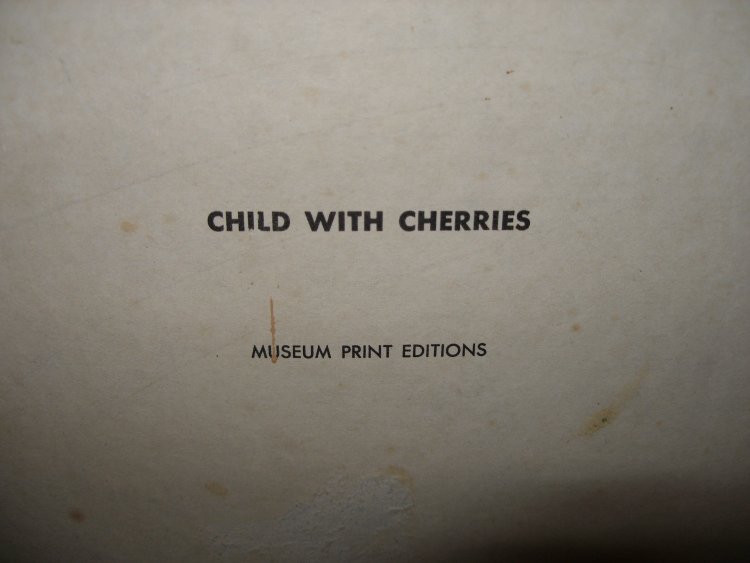 CHILD WITH CHERRIES
MUSEUM PRINT EDITIONS